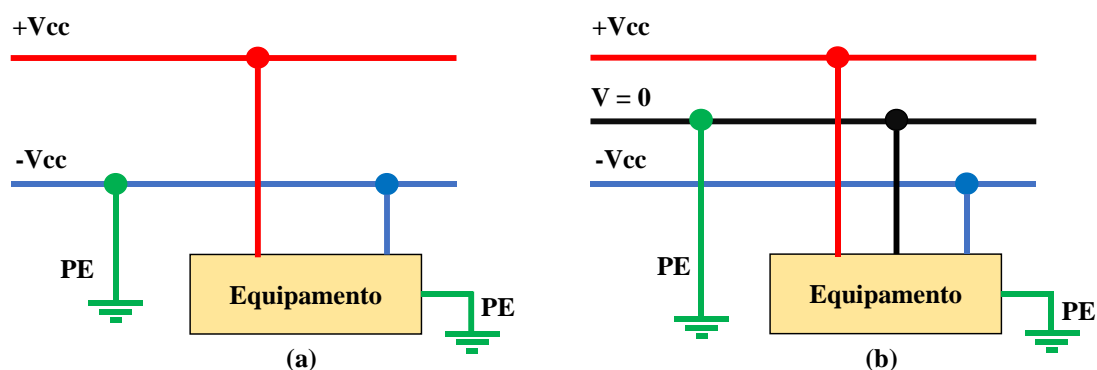 +Vcc
-Vcc
PE
Equipamento
PE
(a)
+Vcc
V = 0
-Vcc
PE
Equipamento
PE
(b)